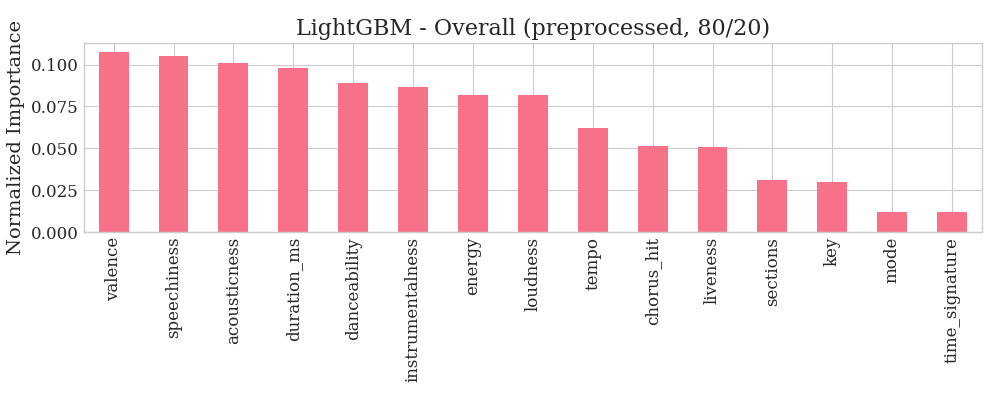 LightGBM - Overall (preprocessed, 80/20)
Normalized Importance
0.100
0.075
0.050
0.025
0.000
valence
speechiness
acousticness
duration_ms
danceability
instrumentalness
energy
loudness
tempo
chorus_hit
liveness
sections
key
mode
time_signature